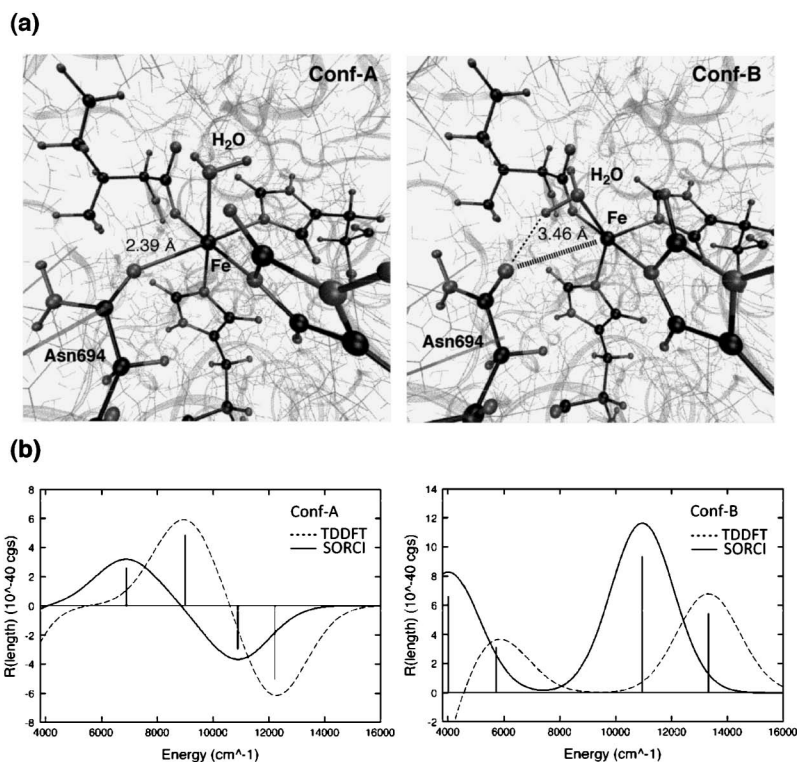 (a)
Conf-A
H₂O
2.39 Å
Fe
Asn694
Conf-B
H₂O
Fe
3.46 Å
Asn694
(b)
Conf-A
TDDFT
SORCI
R(length) (10^-40 cgs)
8
6
4
2
0
-2
-4
-6
-8
4000 6000 8000 10000 12000 14000 16000
Energy (cm^-1)
Conf-B
TDDFT
SORCI
R(length) (10^-40 cgs)
14
12
10
8
6
4
2
0
-2
4000 6000 8000 10000 12000 14000 16000
Energy (cm^-1)